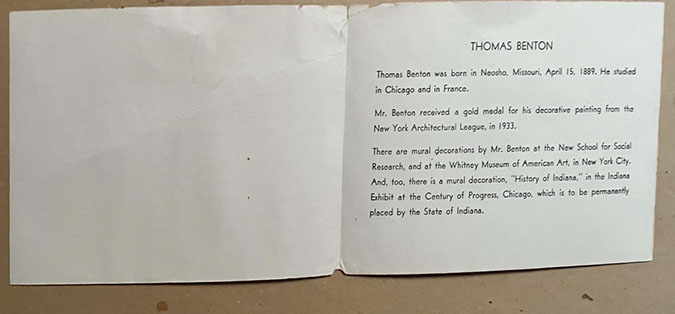 THOMAS BENTON
Thomas Benton was born in Neosho, Missouri, April 15, 1889. He studied
in Chicago and in France.
Mr. Benton received a gold medal for his decorative painting from the
New York Architectural League, in 1933.
There are mural decorations by Mr. Benton at the New School for Social
Research, and at the Whitney Museum of American Art, in New York City.
And, too, there is a mural decoration, "History of Indiana," in the Indiana
Exhibit at the Century of Progress, Chicago, which is to be permanently
placed by the State of Indiana.